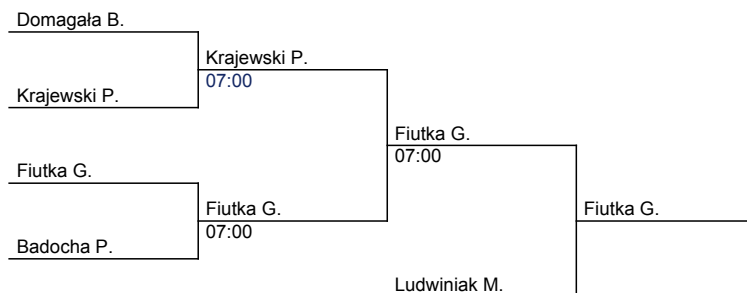 Domagała B.
Krajewski P.
07:00
Krajewski P.
Fiutka G.
07:00
Fiutka G.
Fiutka G.
Fiutka G.
07:00
Badocha P.
Ludwiniak M.